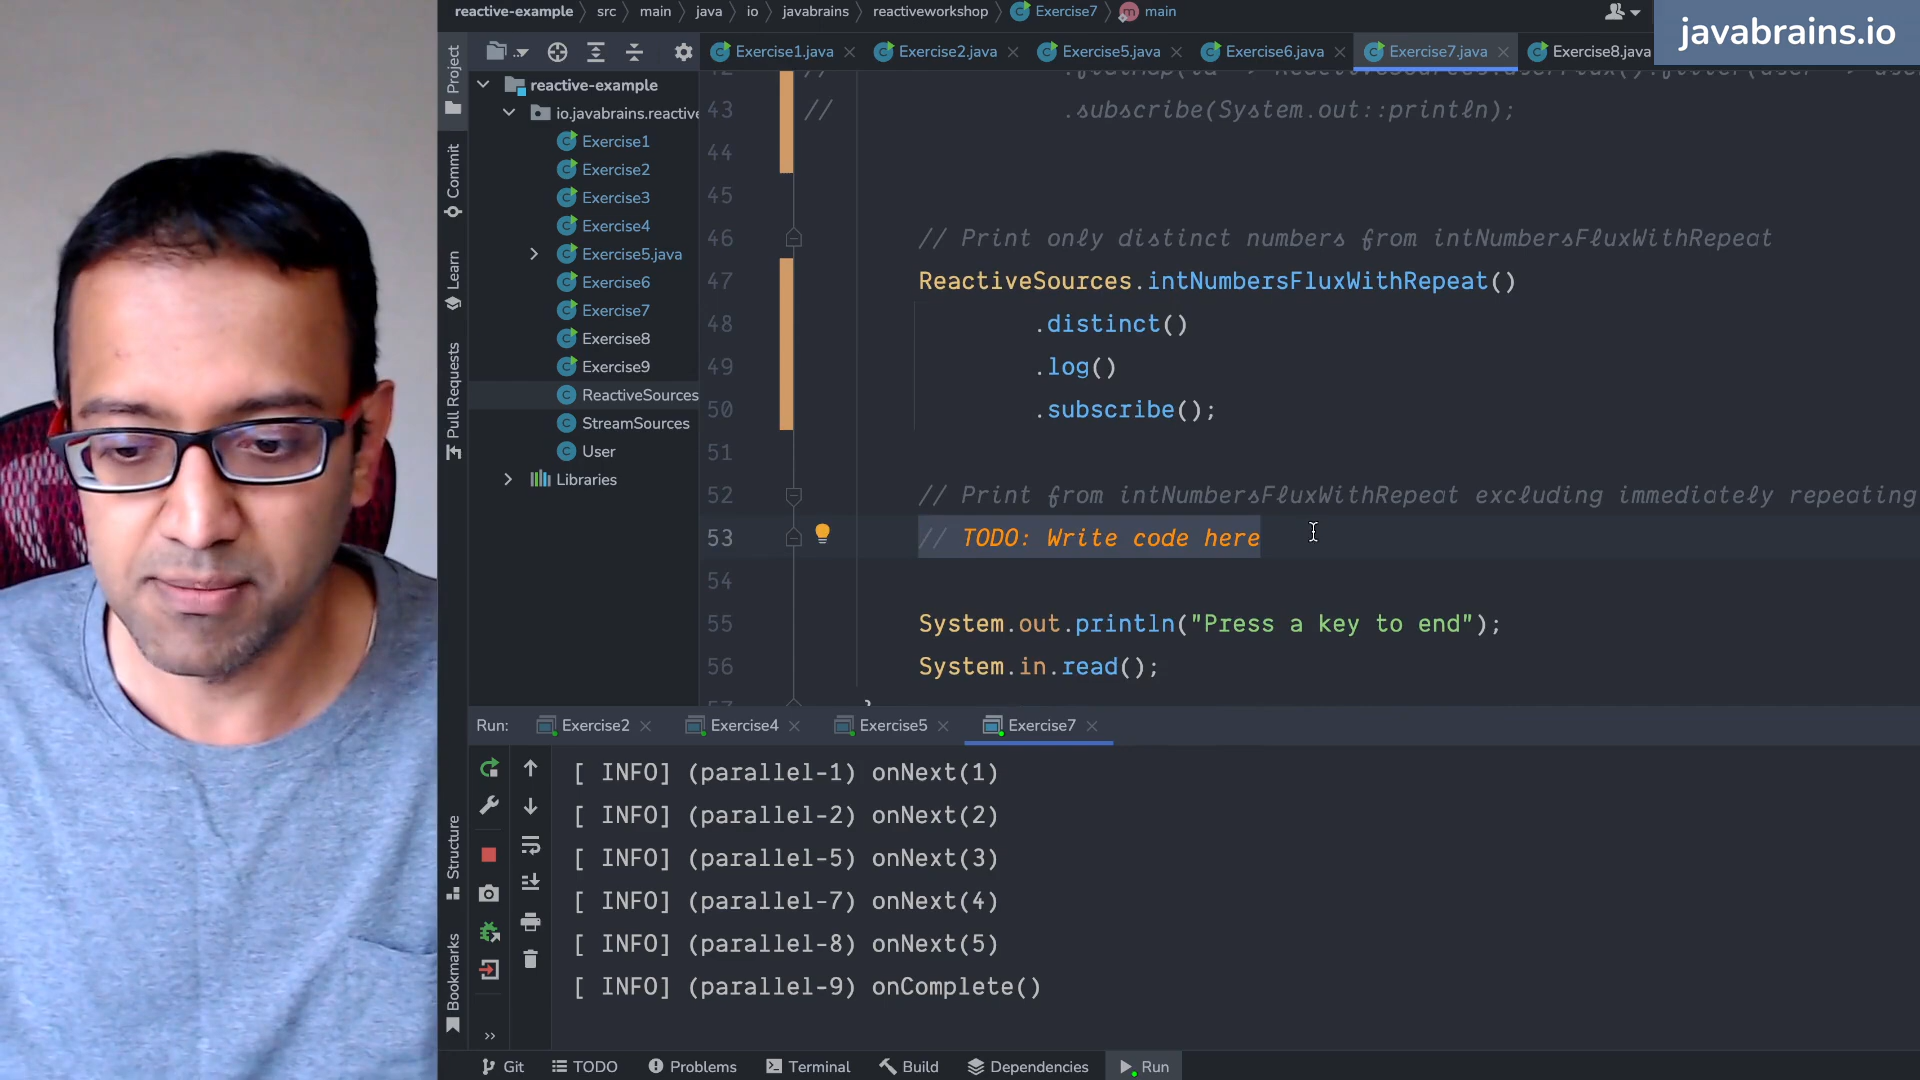 reactive-example src main java io javabrains reactiveworkshop Exercise7 main
javabrains.io
Exercise1.java Exercise2.java Exercise5.java Exercise6.java Exercise7.java Exercise8.java
Project
Commit
Learn
Pull Requests
Structure
Bookmarks
reactive-example
io.javabrains.reactive
Exercise1
Exercise2
Exercise3
Exercise4
Exercise5.java
Exercise6
Exercise7
Exercise8
Exercise9
ReactiveSources
StreamSources
User
Libraries
43 // .subscribe(System.out::println);
44
45
46 // Print only distinct numbers from intNumbersFluxWithRepeat
47 ReactiveSources.intNumbersFluxWithRepeat()
48 .distinct()
49 .log()
50 .subscribe();
51
52 // Print from intNumbersFluxWithRepeat excluding immediately repeating
53 // TODO: Write code here
54
55 System.out.println("Press a key to end");
56 System.in.read();
}
Run: Exercise2 Exercise4 Exercise5 Exercise7
[ INFO] (parallel-1) onNext(1)
[ INFO] (parallel-2) onNext(2)
[ INFO] (parallel-5) onNext(3)
[ INFO] (parallel-7) onNext(4)
[ INFO] (parallel-8) onNext(5)
[ INFO] (parallel-9) onComplete()
Git TODO Problems Terminal Build Dependencies Run